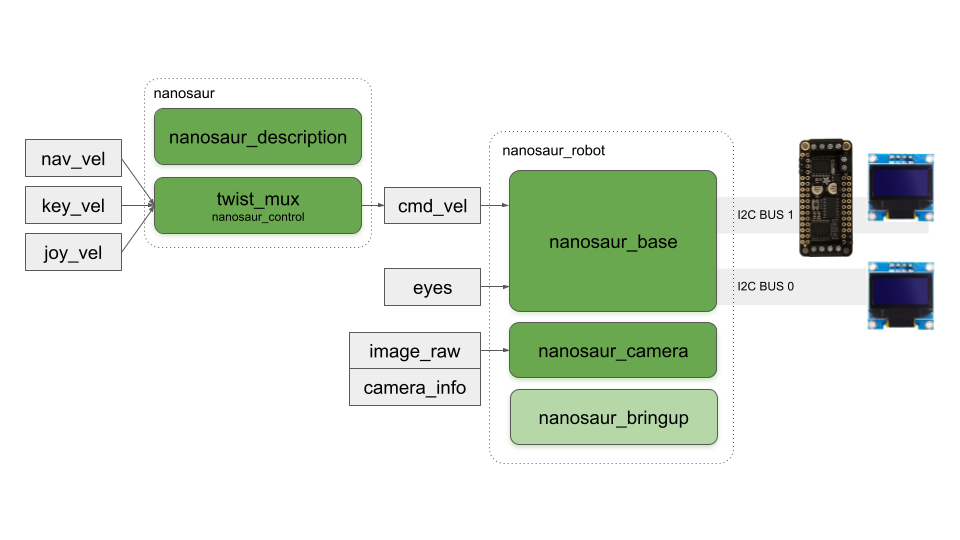 nanosaur
nanosaur_description
nav_vel
twist_mux
nanosaur_control
key_vel
joy_vel
cmd_vel
eyes
image_raw
camera_info
nanosaur_robot
nanosaur_base
nanosaur_camera
nanosaur_bringup
I2C BUS 1
I2C BUS 0